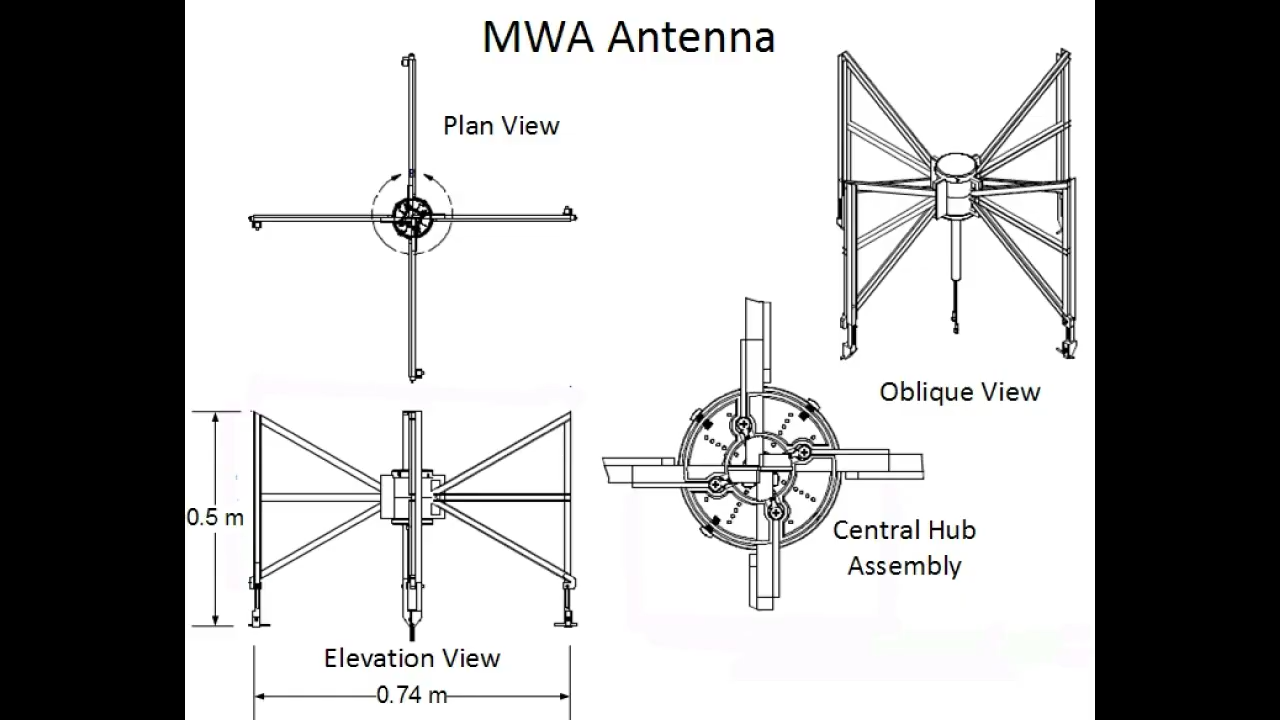 MWA Antenna
Plan View
Oblique View
0.5 m
Central Hub
Assembly
Elevation View
0.74 m